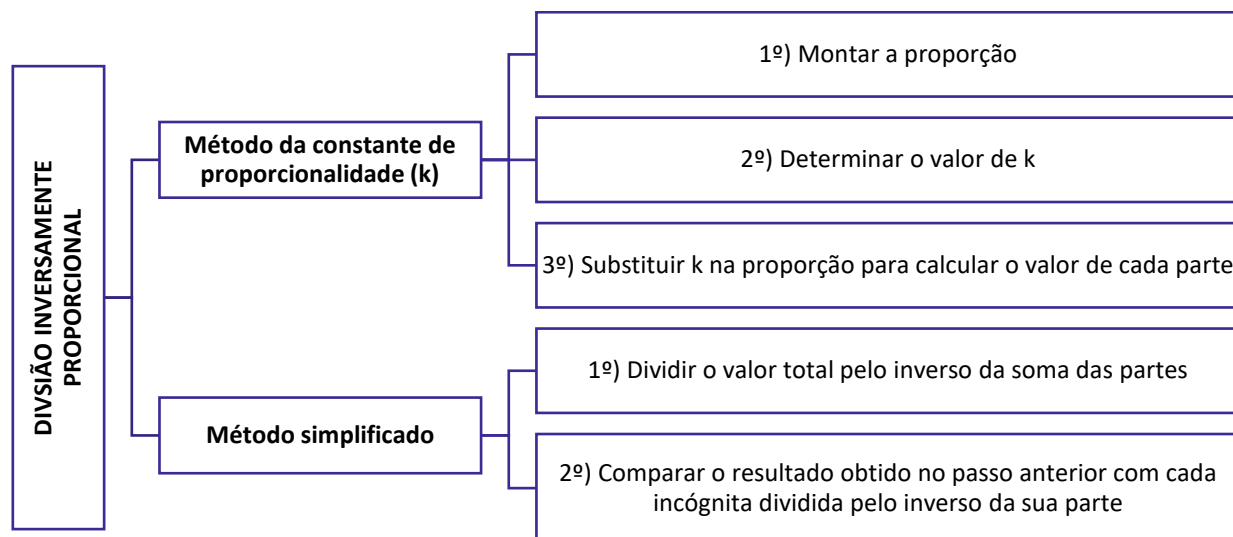 DIVSIÃO INVERSAMENTE
PROPORCIONAL
Método da constante de
proporcionalidade (k)
1º) Montar a proporção
2º) Determinar o valor de k
3º) Substituir k na proporção para calcular o valor de cada parte
Método simplificado
1º) Dividir o valor total pelo inverso da soma das partes
2º) Comparar o resultado obtido no passo anterior com cada
incógnita dividida pelo inverso da sua parte